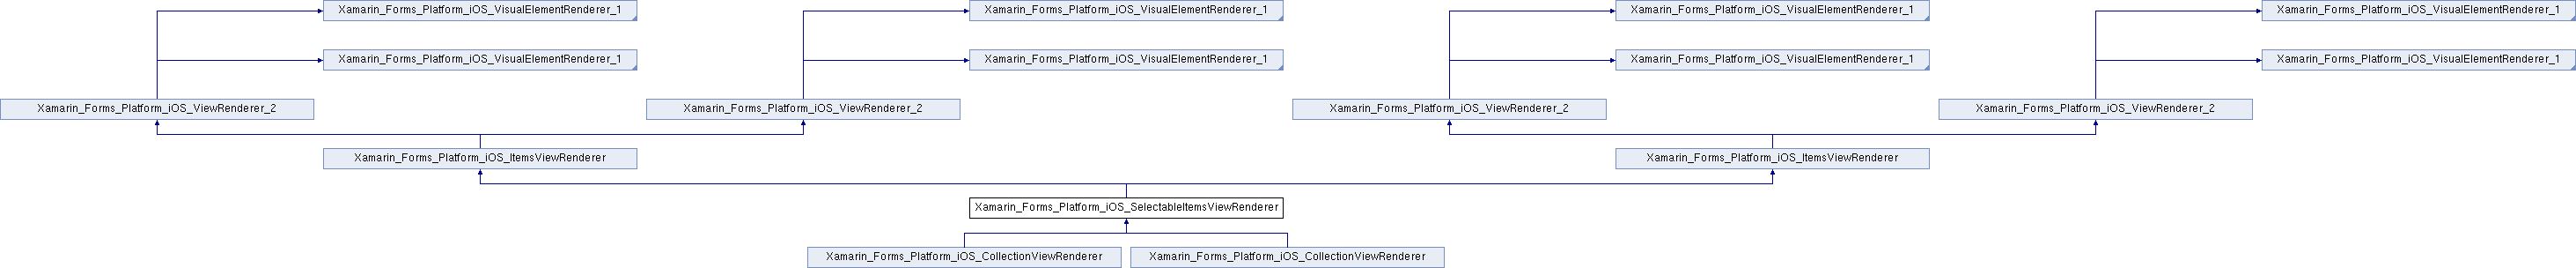 Xamarin_Forms_Platform_iOS_VisualElementRenderer_1
Xamarin_Forms_Platform_iOS_VisualElementRenderer_1
Xamarin_Forms_Platform_iOS_VisualElementRenderer_1
Xamarin_Forms_Platform_iOS_VisualElementRenderer_1
Xamarin_Forms_Platform_iOS_VisualElementRenderer_1
Xamarin_Forms_Platform_iOS_VisualElementRenderer_1
Xamarin_Forms_Platform_iOS_VisualElementRenderer_1
Xamarin_Forms_Platform_iOS_VisualElementRenderer_1
Xamarin_Forms_Platform_iOS_ViewRenderer_2
Xamarin_Forms_Platform_iOS_ViewRenderer_2
Xamarin_Forms_Platform_iOS_ViewRenderer_2
Xamarin_Forms_Platform_iOS_ViewRenderer_2
Xamarin_Forms_Platform_iOS_ItemsViewRenderer
Xamarin_Forms_Platform_iOS_ItemsViewRenderer
Xamarin_Forms_Platform_iOS_SelectableItemsViewRenderer
Xamarin_Forms_Platform_iOS_CollectionViewRenderer
Xamarin_Forms_Platform_iOS_CollectionViewRenderer